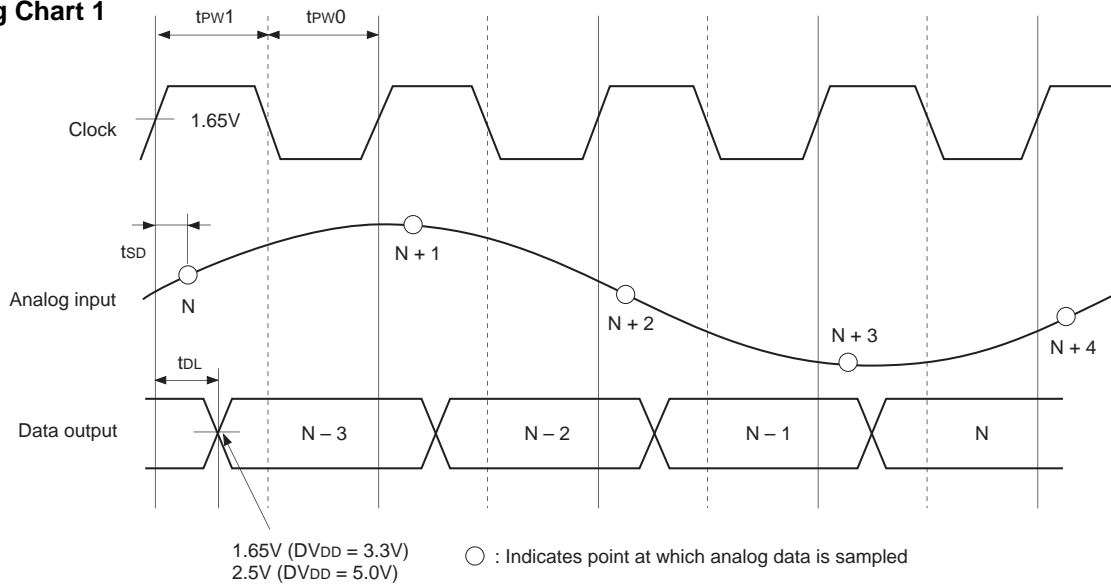 g Chart 1
tPW1 tPW0
Clock
1.65V
tSD
N + 1
Analog input
N
N + 2
N + 3
N + 4
tDL
Data output
N – 3
N – 2
N – 1
N
1.65V (DVDD = 3.3V)
2.5V (DVDD = 5.0V)
: Indicates point at which analog data is sampled